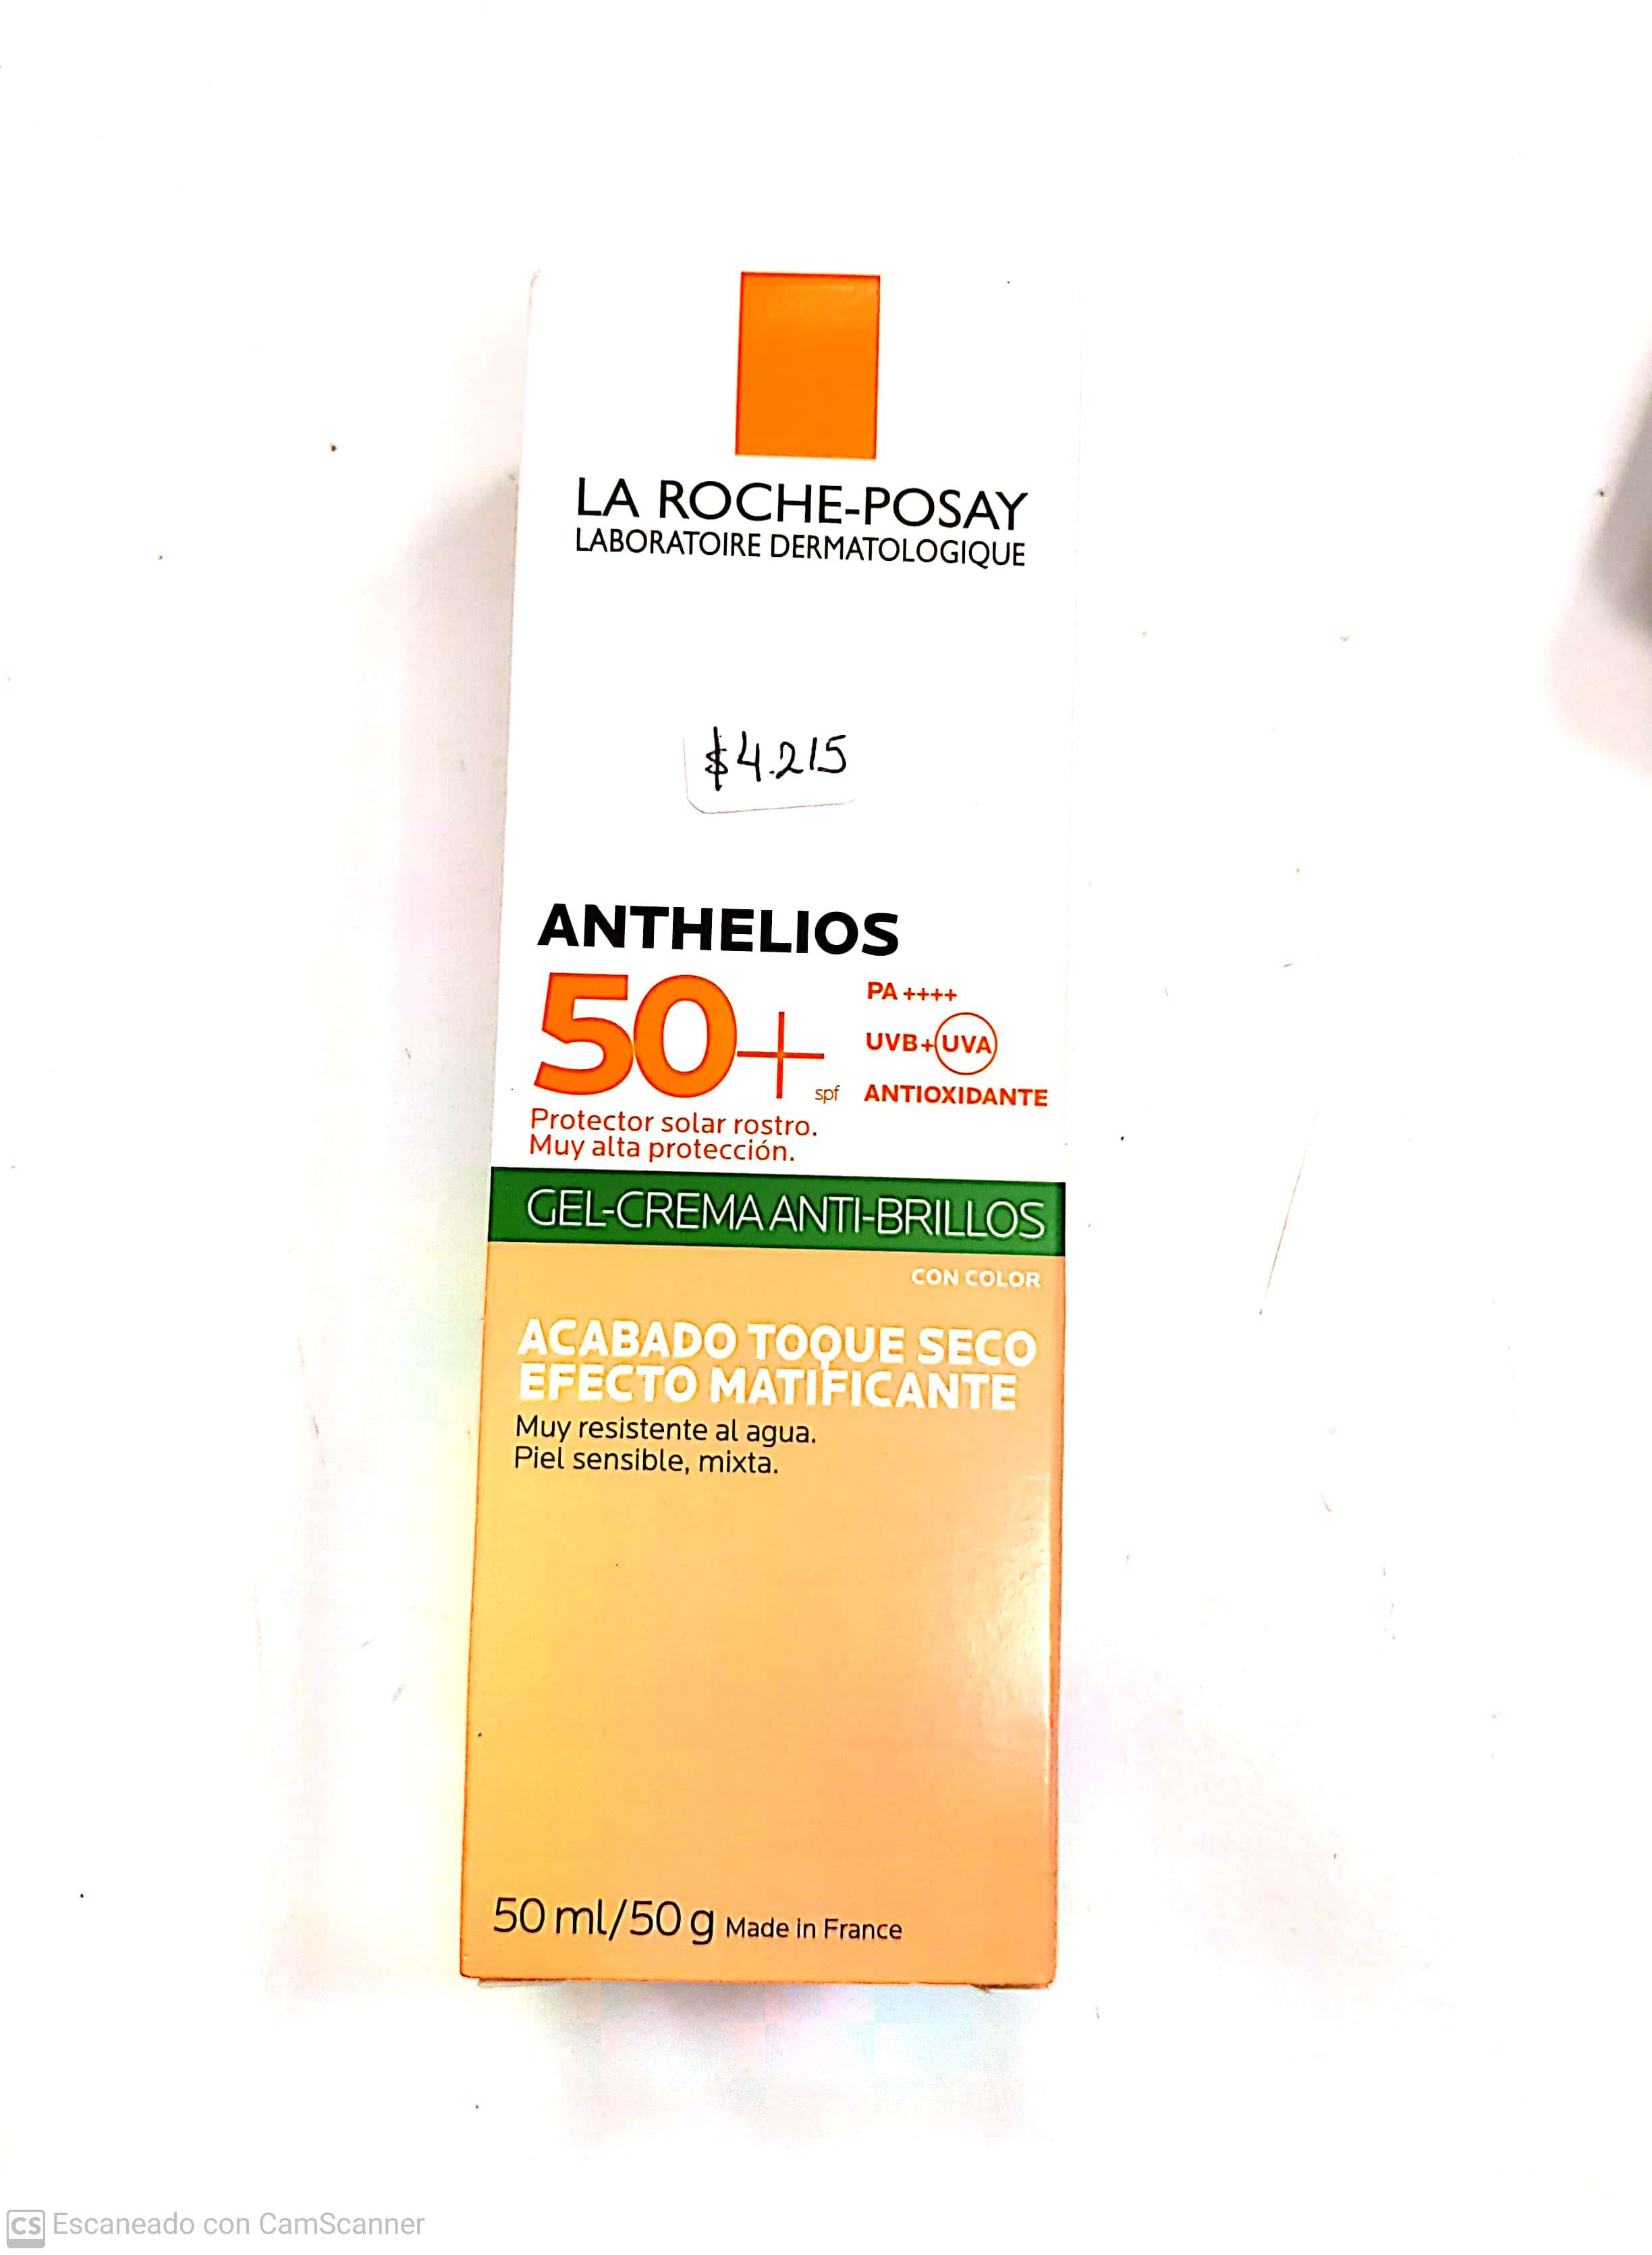 LA ROCHE-POSAY
LABORATOIRE DERMATOLOGIQUE
$4.215
ANTHELIOS
50+ spf
PA ++++
UVB+UVA
ANTIOXIDANTE
Protector solar rostro.
Muy alta protección.
GEL-CREMA ANTI-BRILLOS
CON COLOR
ACABADO TOQUE SECO
EFECTO MATIFICANTE
Muy resistente al agua.
Piel sensible, mixta.
50 ml/50 g Made in France
CS Escaneado con CamScanner